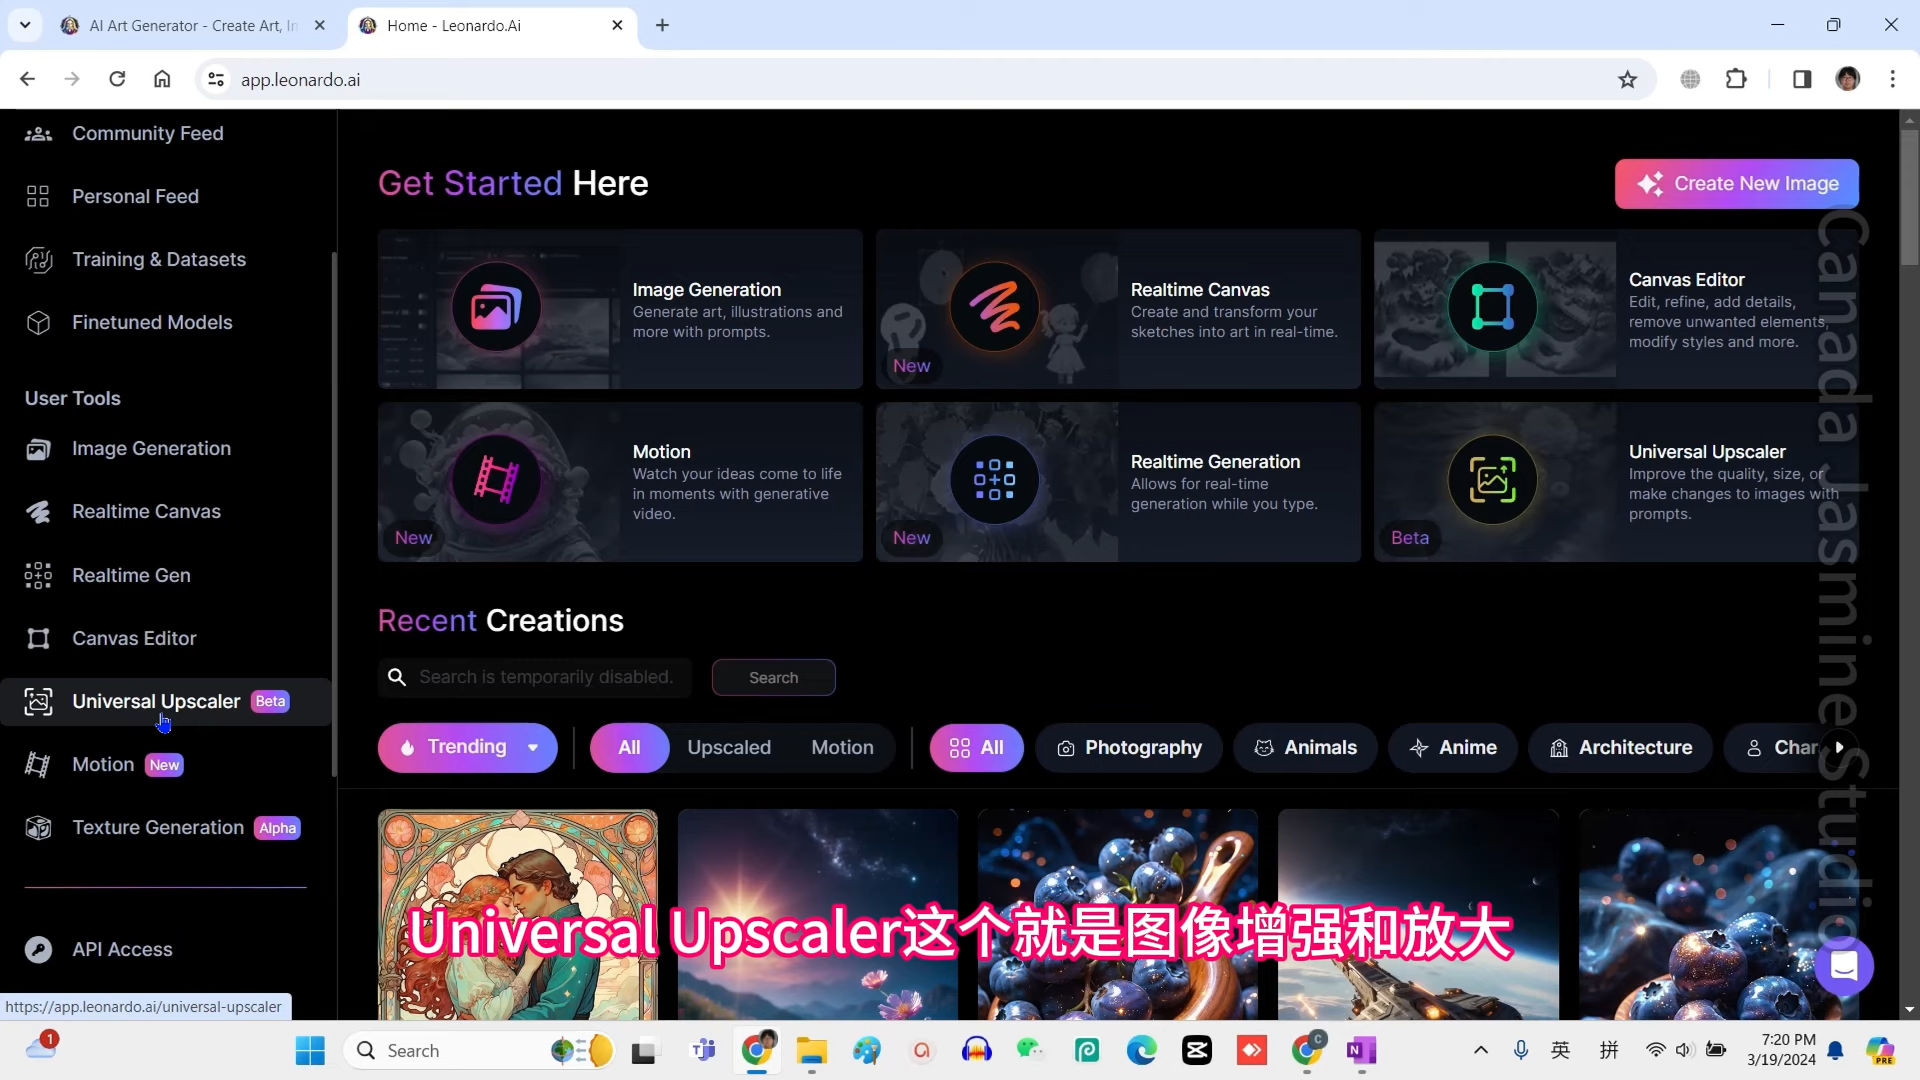 AI Art Generator - Create Art, Im
Home - Leonardo.Ai
app.leonardo.ai
Community Feed
Personal Feed
Training & Datasets
Finetuned Models
User Tools
Image Generation
Realtime Canvas
Realtime Gen
Canvas Editor
Universal Upscaler Beta
Motion New
Texture Generation Alpha
API Access
https://app.leonardo.ai/universal-upscaler
Get Started Here
Create New Image
Image Generation
Generate art, illustrations and
more with prompts.
New
Realtime Canvas
Create and transform your
sketches into art in real-time.
Canvas Editor
Edit, refine, add details,
remove unwanted elements,
modify styles and more.
New
Motion
Watch your ideas come to life
in moments with generative
video.
New
Realtime Generation
Allows for real-time
generation while you type.
Beta
Universal Upscaler
Improve the quality, size, or
make changes to images with
prompts.
Recent Creations
Search is temporarily disabled.
Search
Trending
All
Upscaled
Motion
All
Photography
Animals
Anime
Architecture
Char
Universal Upscaler这个就是图像增强和放大
Canada Jasmine Studio
1
Search
英
拼
7:20 PM
3/19/2024
PRE